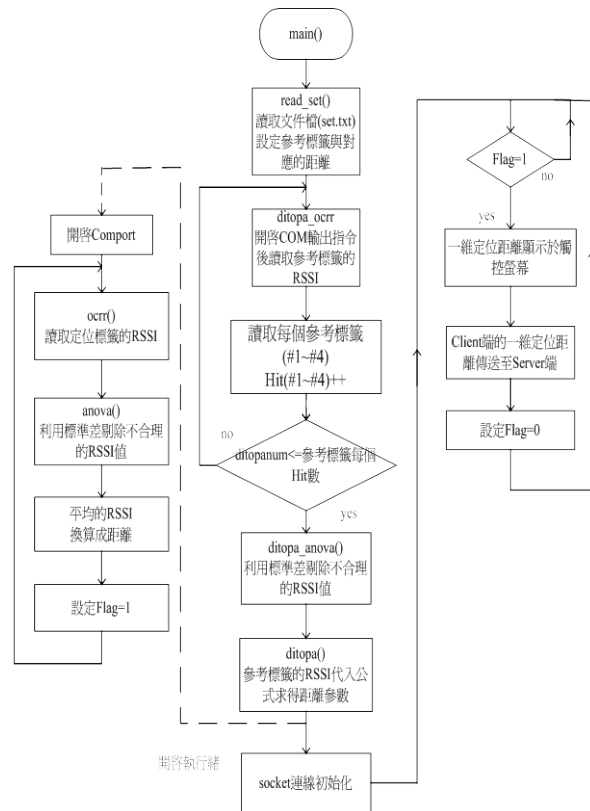 main()
read_set()
讀取文件檔(set.txt)
設定參考標籤與對
應的距離
ditopa_ocrr
開啓COM輸出指令
後讀取參考標籤的
RSSI
讀取每個參考標籤
(#1~#4)
Hit(#1~#4)++
no
ditopanum<=參考標籤每個
Hit數
yes
ditopa_anova()
利用標準差剔除不合理
的RSSI值
ditopa()
參考標籤的RSSI代入公
式求得距離參數
開啓執行緒
socket連線初始化
開啓Comport
ocrr()
讀取定位標籤的RSSI
anova()
利用標準差剔除不合理
的RSSI值
平均的RSSI
換算成距離
設定Flag=1
Flag=1
no
yes
一維定位距離顯示於觸
控螢幕
Client端的一維定位距
離傳送至Server端
設定Flag=0